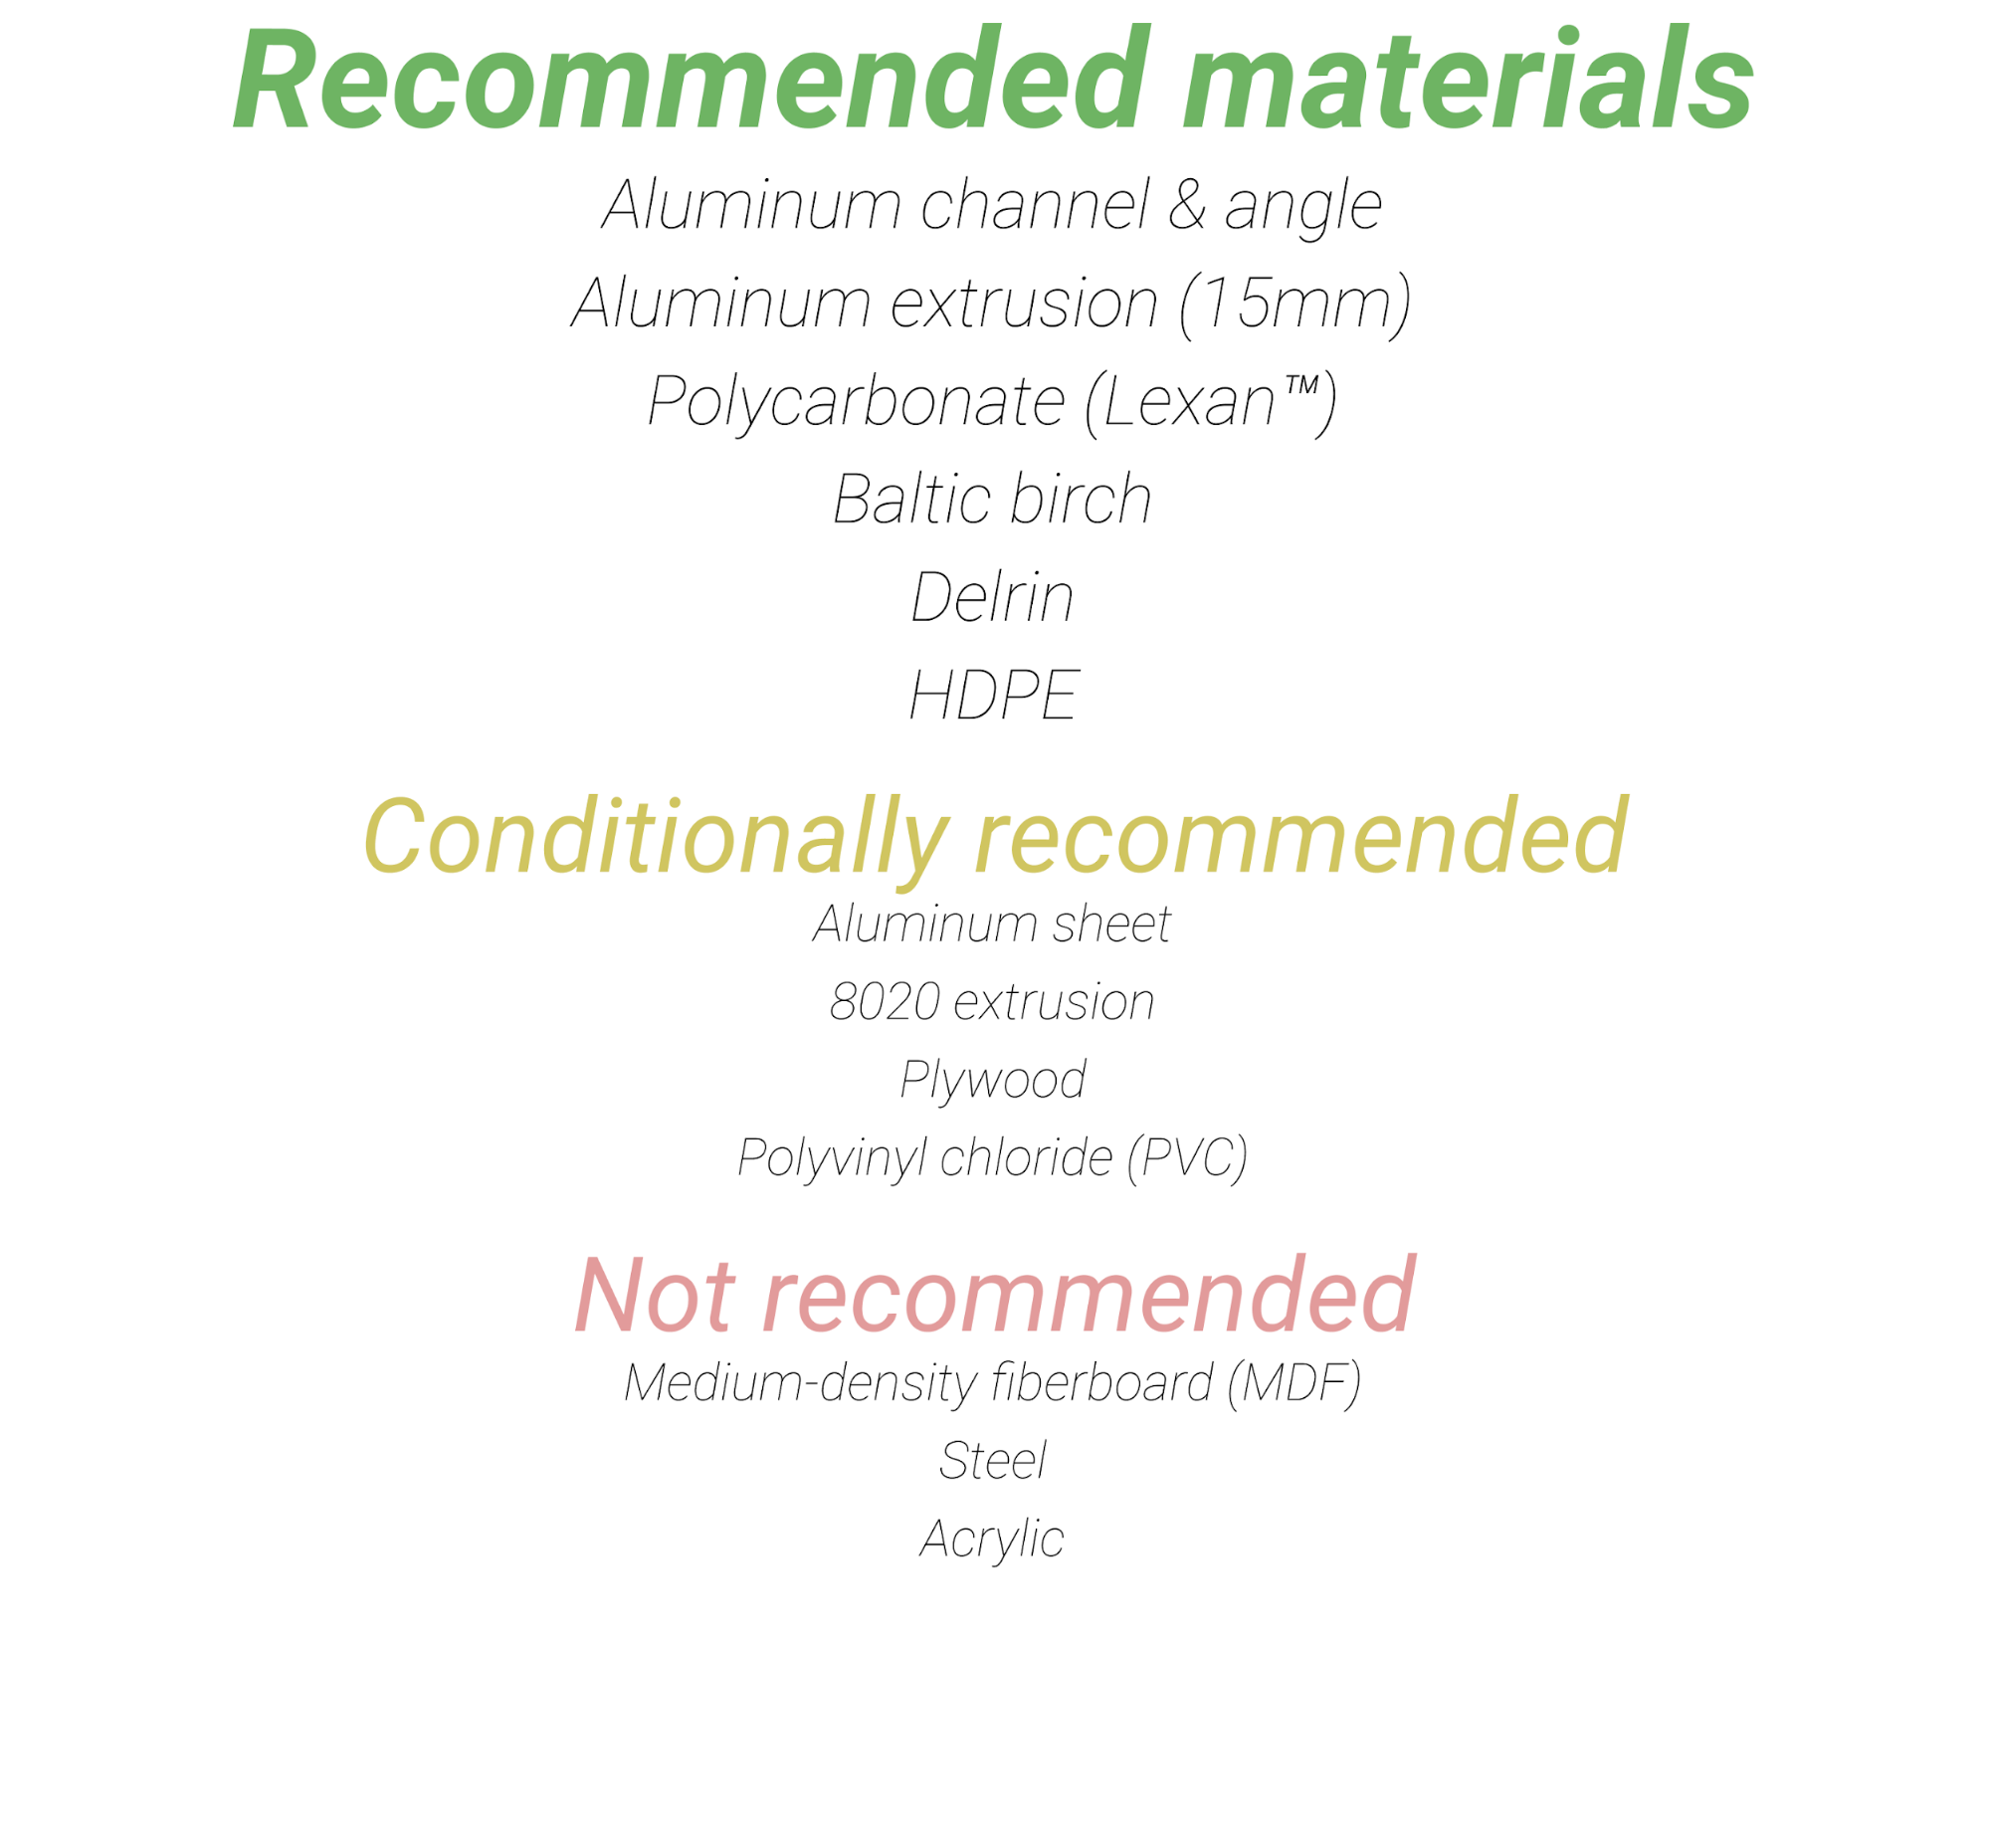 Recommended materials
Aluminum channel & angle
Aluminum extrusion (15mm)
Polycarbonate (Lexan™)
Baltic birch
Delrin
HDPE
Conditionally recommended
Aluminum sheet
8020 extrusion
Plywood
Polyvinyl chloride (PVC)
Not recommended
Medium-density fiberboard (MDF)
Steel
Acrylic